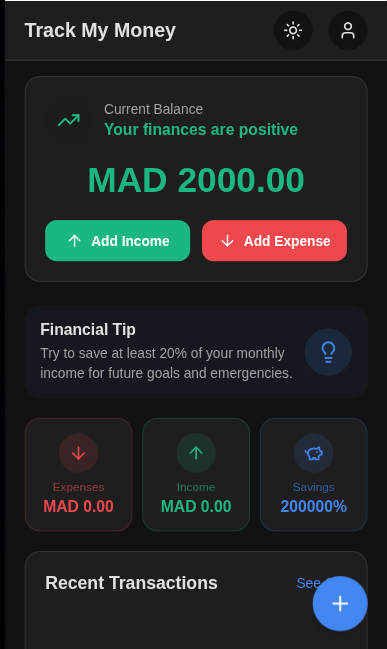 Track My Money
Current Balance
Your finances are positive
MAD 2000.00
Add Income
Add Expense
Financial Tip
Try to save at least 20% of your monthly
income for future goals and emergencies.
Expenses
MAD 0.00
Income
MAD 0.00
Savings
200000%
Recent Transactions
See